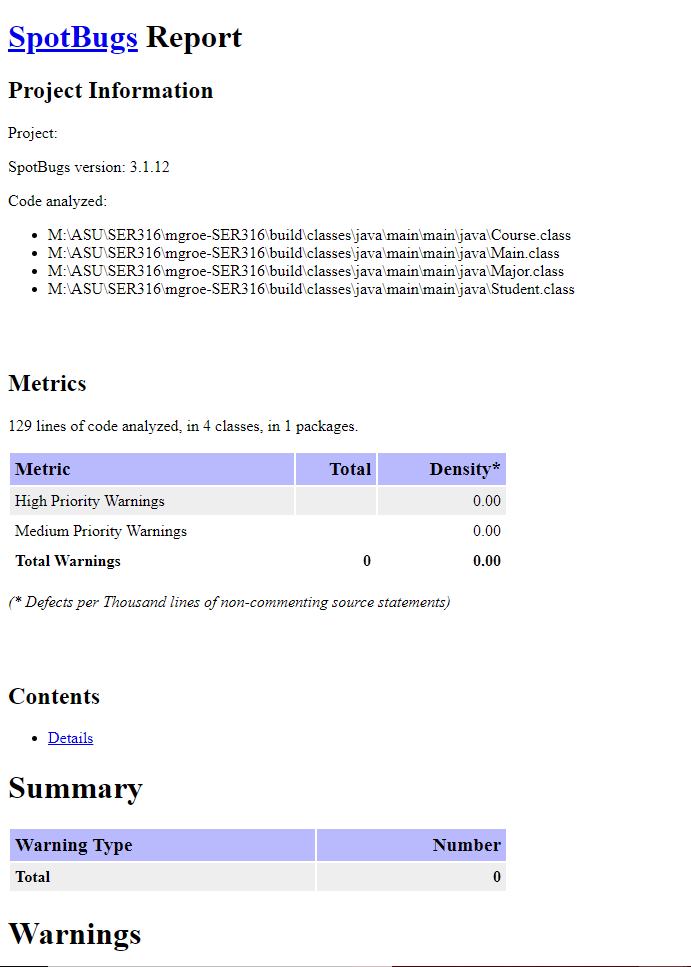 SpotBugs Report
Project Information
Project:
SpotBugs version: 3.1.12
Code analyzed:
M:\ASU\SER316\mgroe-SER316\build\classes\java\main\main\java\Course.class
M:\ASU\SER316\mgroe-SER316\build\classes\java\main\main\java\Main.class
M:\ASU\SER316\mgroe-SER316\build\classes\java\main\main\java\Major.class
M:\ASU\SER316\mgroe-SER316\build\classes\java\main\main\java\Student.class
Metrics
129 lines of code analyzed, in 4 classes, in 1 packages.
Metric Total Density*
High Priority Warnings 0.00
Medium Priority Warnings 0.00
Total Warnings 0 0.00
(* Defects per Thousand lines of non-commenting source statements)
Contents
Details
Summary
Warning Type Number
Total 0
Warnings